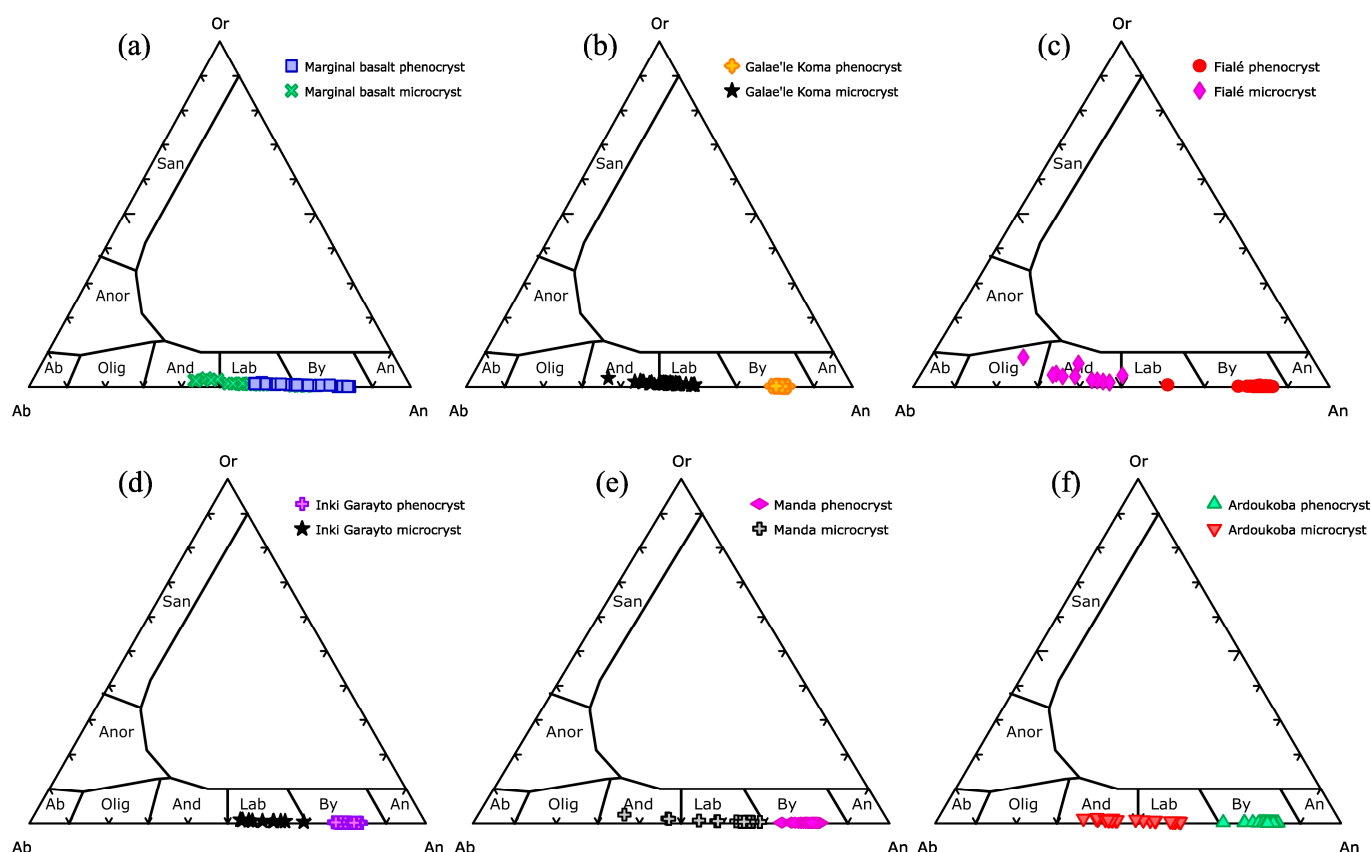 (a)
Or
Marginal basalt phenocryst
Marginal basalt microcryst
San
Anor
Ab
Olig
And
Lab
By
An
Ab
An
(b)
Or
Galae'le Koma phenocryst
Galae'le Koma microcryst
San
Anor
Ab
Olig
And
Lab
By
An
Ab
An
(c)
Or
Fialé phenocryst
Fialé microcryst
San
Anor
Ab
Olig
And
Lab
By
An
Ab
An
(d)
Or
Inki Garayto phenocryst
Inki Garayto microcryst
San
Anor
Ab
Olig
And
Lab
By
An
Ab
An
(e)
Or
Manda phenocryst
Manda microcryst
San
Anor
Ab
Olig
And
Lab
By
An
Ab
An
(f)
Or
Ardoukoba phenocryst
Ardoukoba microcryst
San
Anor
Ab
Olig
And
Lab
By
An
Ab
An